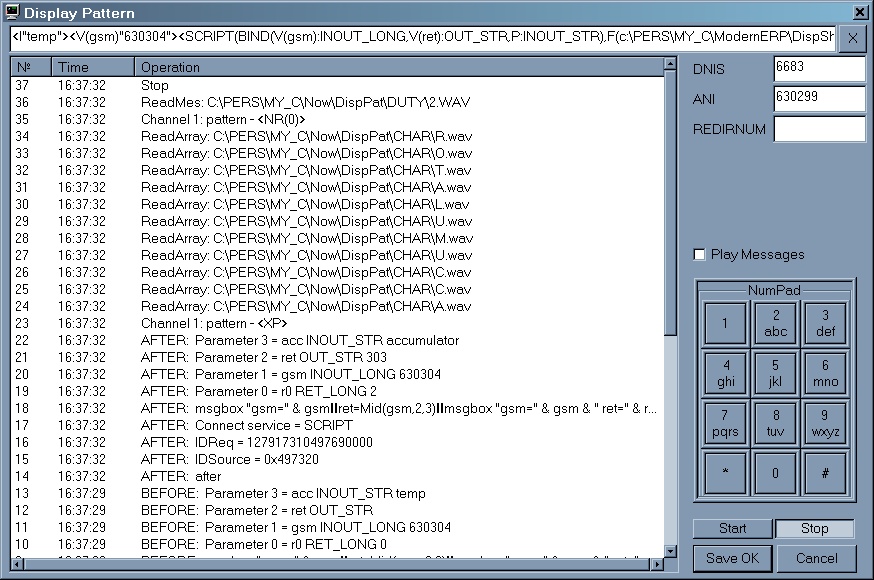 Display Pattern
<I"temp"><V(gsm)"630304"><SCRIPT(BIND(V(gsm):INOUT_LONG,V(ret):OUT_STR,P:INOUT_STR),F(c:\PERS\MY_C\ModernERP\DispSh
X
№ Time Operation
37 16:37:32 Stop
36 16:37:32 ReadMes: C:\PERS\MY_C\Now\DispPat\DUTY\2.WAV
35 16:37:32 Channel 1: pattern - <NR(0)>
34 16:37:32 ReadArray: C:\PERS\MY_C\Now\DispPat\CHAR\R.wav
33 16:37:32 ReadArray: C:\PERS\MY_C\Now\DispPat\CHAR\O.wav
32 16:37:32 ReadArray: C:\PERS\MY_C\Now\DispPat\CHAR\T.wav
31 16:37:32 ReadArray: C:\PERS\MY_C\Now\DispPat\CHAR\A.wav
30 16:37:32 ReadArray: C:\PERS\MY_C\Now\DispPat\CHAR\L.wav
29 16:37:32 ReadArray: C:\PERS\MY_C\Now\DispPat\CHAR\U.wav
28 16:37:32 ReadArray: C:\PERS\MY_C\Now\DispPat\CHAR\M.wav
27 16:37:32 ReadArray: C:\PERS\MY_C\Now\DispPat\CHAR\U.wav
26 16:37:32 ReadArray: C:\PERS\MY_C\Now\DispPat\CHAR\C.wav
25 16:37:32 ReadArray: C:\PERS\MY_C\Now\DispPat\CHAR\C.wav
24 16:37:32 ReadArray: C:\PERS\MY_C\Now\DispPat\CHAR\A.wav
23 16:37:32 Channel 1: pattern - <XP>
22 16:37:32 AFTER: Parameter 3 = acc INOUT_STR accumulator
21 16:37:32 AFTER: Parameter 2 = ret OUT_STR 303
20 16:37:32 AFTER: Parameter 1 = gsm INOUT_LONG 630304
19 16:37:32 AFTER: Parameter 0 = r0 RET_LONG 2
18 16:37:32 AFTER: msgbox "gsm=" & gsm||ret=Mid(gsm,2,3)||msgbox "gsm=" & gsm & " ret=" & r...
17 16:37:32 AFTER: Connect service = SCRIPT
16 16:37:32 AFTER: IDReq = 127917310497690000
15 16:37:32 AFTER: IDSource = 0x497320
14 16:37:32 AFTER: after
13 16:37:29 BEFORE: Parameter 3 = acc INOUT_STR temp
12 16:37:29 BEFORE: Parameter 2 = ret OUT_STR
11 16:37:29 BEFORE: Parameter 1 = gsm INOUT_LONG 630304
10 16:37:29 BEFORE: Parameter 0 = r0 RET_LONG 0
DNIS 6683
ANI 630299
REDIRNUM
Play Messages
NumPad
1 2 abc 3 def
4 ghi 5 jkl 6 mno
7 pqrs 8 tuv 9 wxyz
* 0 #
Start Stop
Save OK Cancel